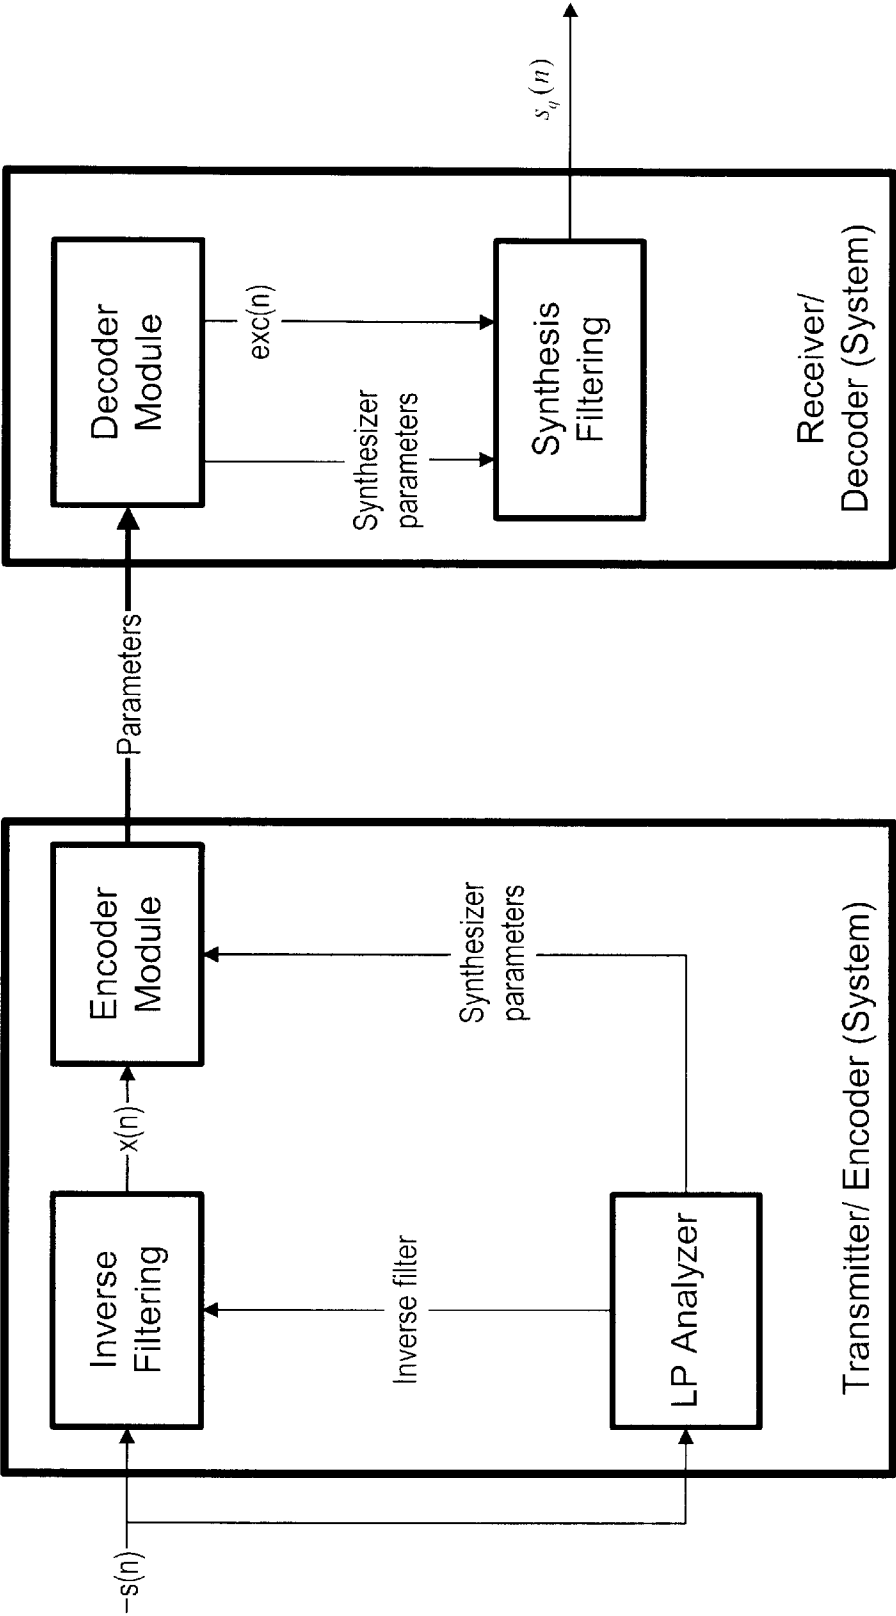 s(n)
Inverse
Filtering
x(n)
Encoder
Module
Parameters
Decoder
Module
Inverse filter
Synthesizer
parameters
LP Analyzer
Transmitter/ Encoder (System)
Synthesizer
parameters
exc(n)
Synthesis
Filtering
s_q(n)
Receiver/
Decoder (System)